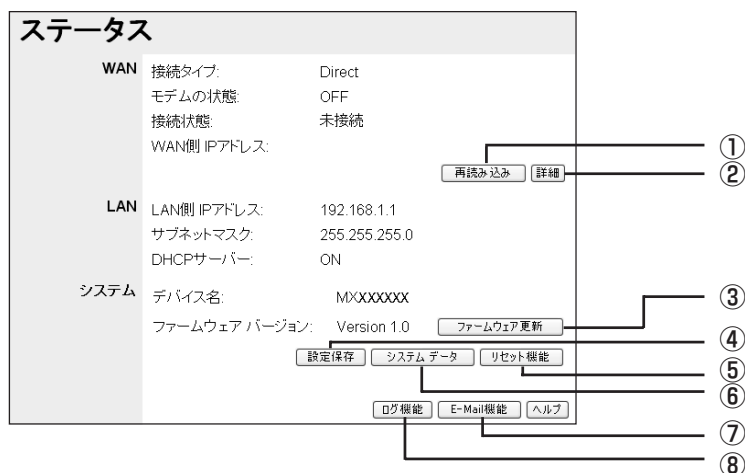 ステータス
WAN 接続タイプ: Direct
モデムの状態: OFF
接続状態: 未接続
WAN側 IPアドレス:
再読み込み 詳細
①
②
LAN LAN側 IPアドレス: 192.168.1.1
サブネットマスク: 255.255.255.0
DHCPサーバー: ON
システム デバイス名: MXXXXXXX
ファームウェア バージョン: Version 1.0 ファームウェア更新
③
設定保存 システム データ リセット機能
④
⑤
⑥
ログ機能 E-Mail機能 ヘルプ
⑦
⑧